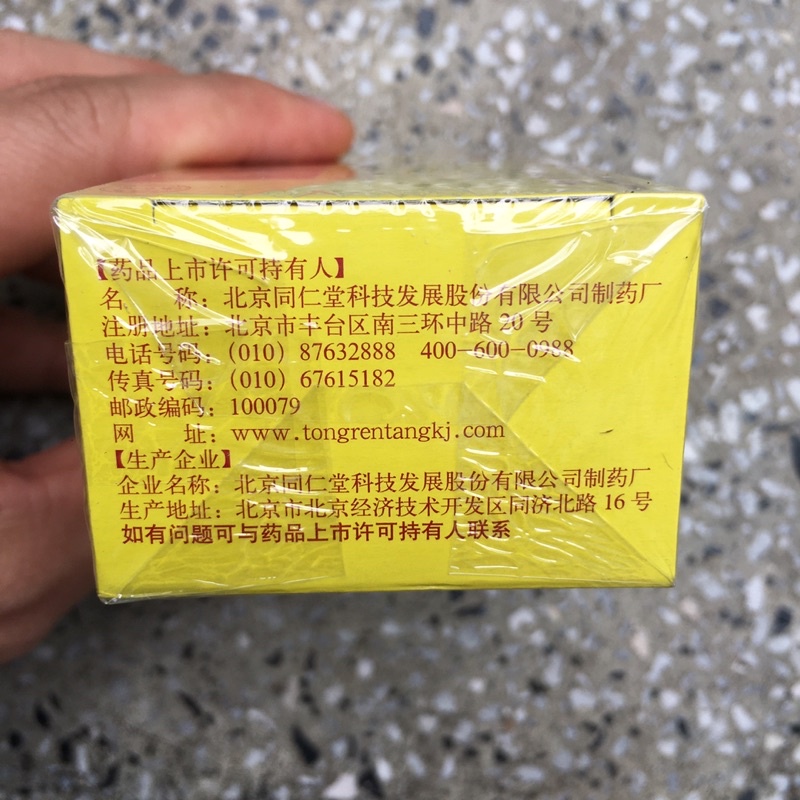 【药品上市许可持有人】
名 称：北京同仁堂科技发展股份有限公司制药厂
注册地址：北京市丰台区南三环中路 20 号
电话号码：（010）87632888 400-600-0988
传真号码：（010）67615182
邮政编码：100079
网 址：www.tongrentangkj.com
【生产企业】
企业名称：北京同仁堂科技发展股份有限公司制药厂
生产地址：北京市北京经济技术开发区同济北路 16 号
如有问题可与药品上市许可持有人联系